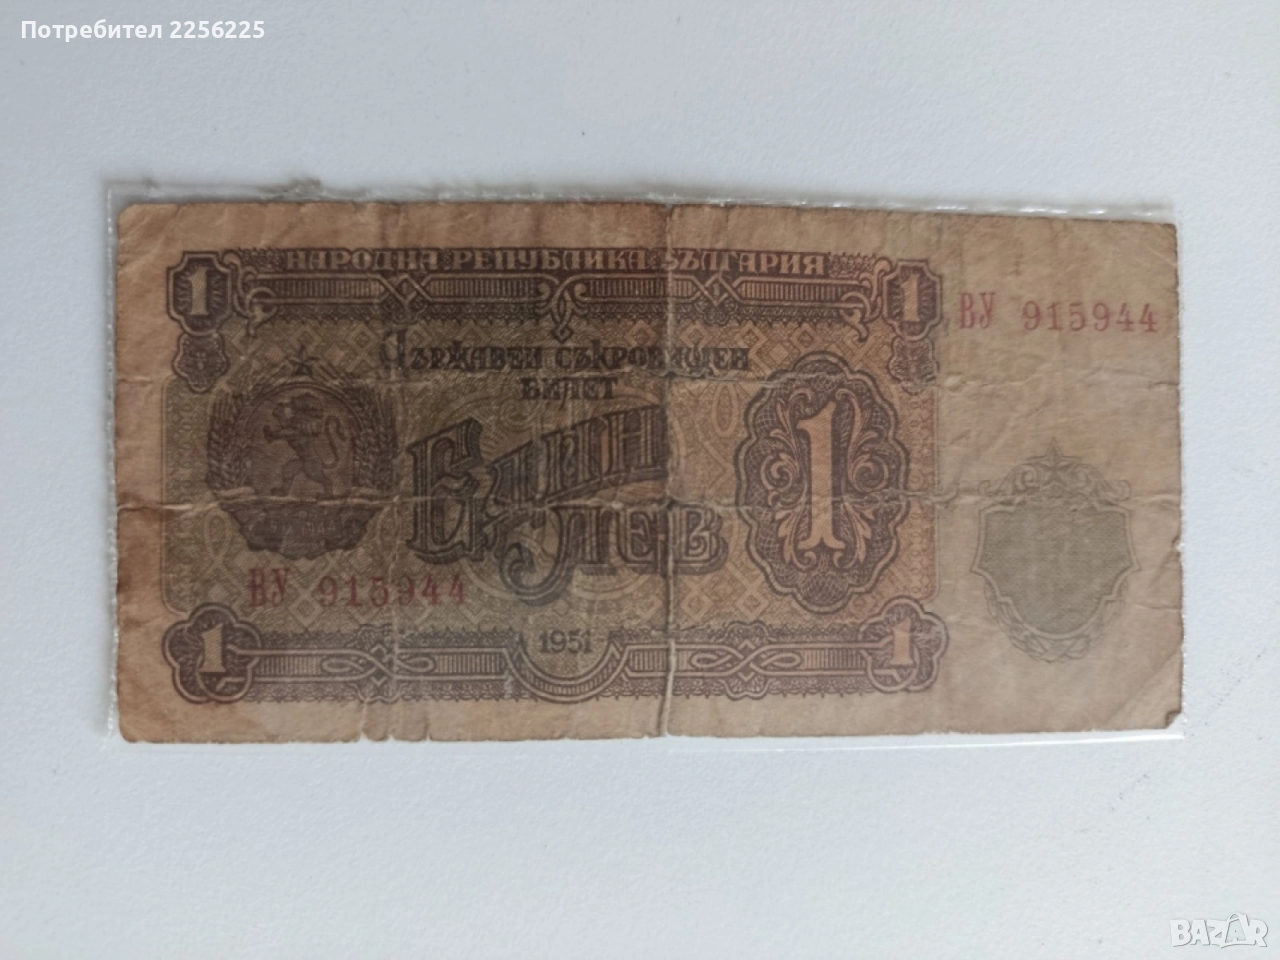 Потребител 2256225
НАРОДНА РЕПУБЛИКА БЪЛГАРИЯ
1
1
ВУ 915944
ДЪРЖАВЕН СЪКРОВИЩЕН
БИЛЕТ
ЕДИН
ЛЕВ
1
ВУ 915944
1
1951
1
BAZAR